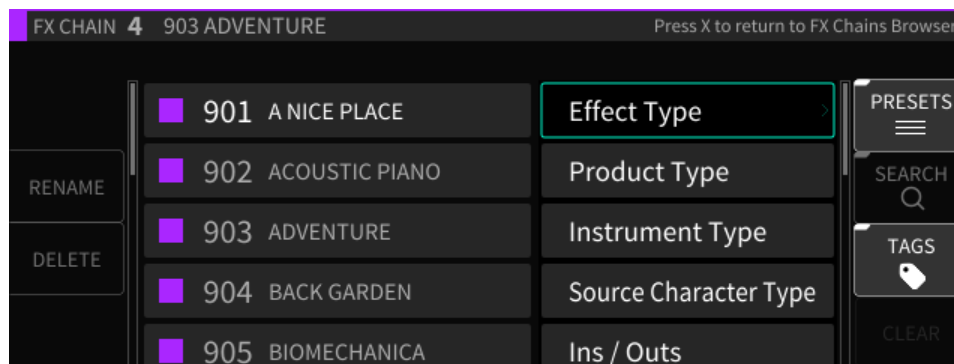 FX CHAIN 4 903 ADVENTURE
Press X to return to FX Chains Browser
RENAME
DELETE
901 A NICE PLACE
902 ACOUSTIC PIANO
903 ADVENTURE
904 BACK GARDEN
905 BIOMECHANICA
Effect Type
Product Type
Instrument Type
Source Character Type
Ins / Outs
PRESETS
SEARCH
TAGS
CLEAR